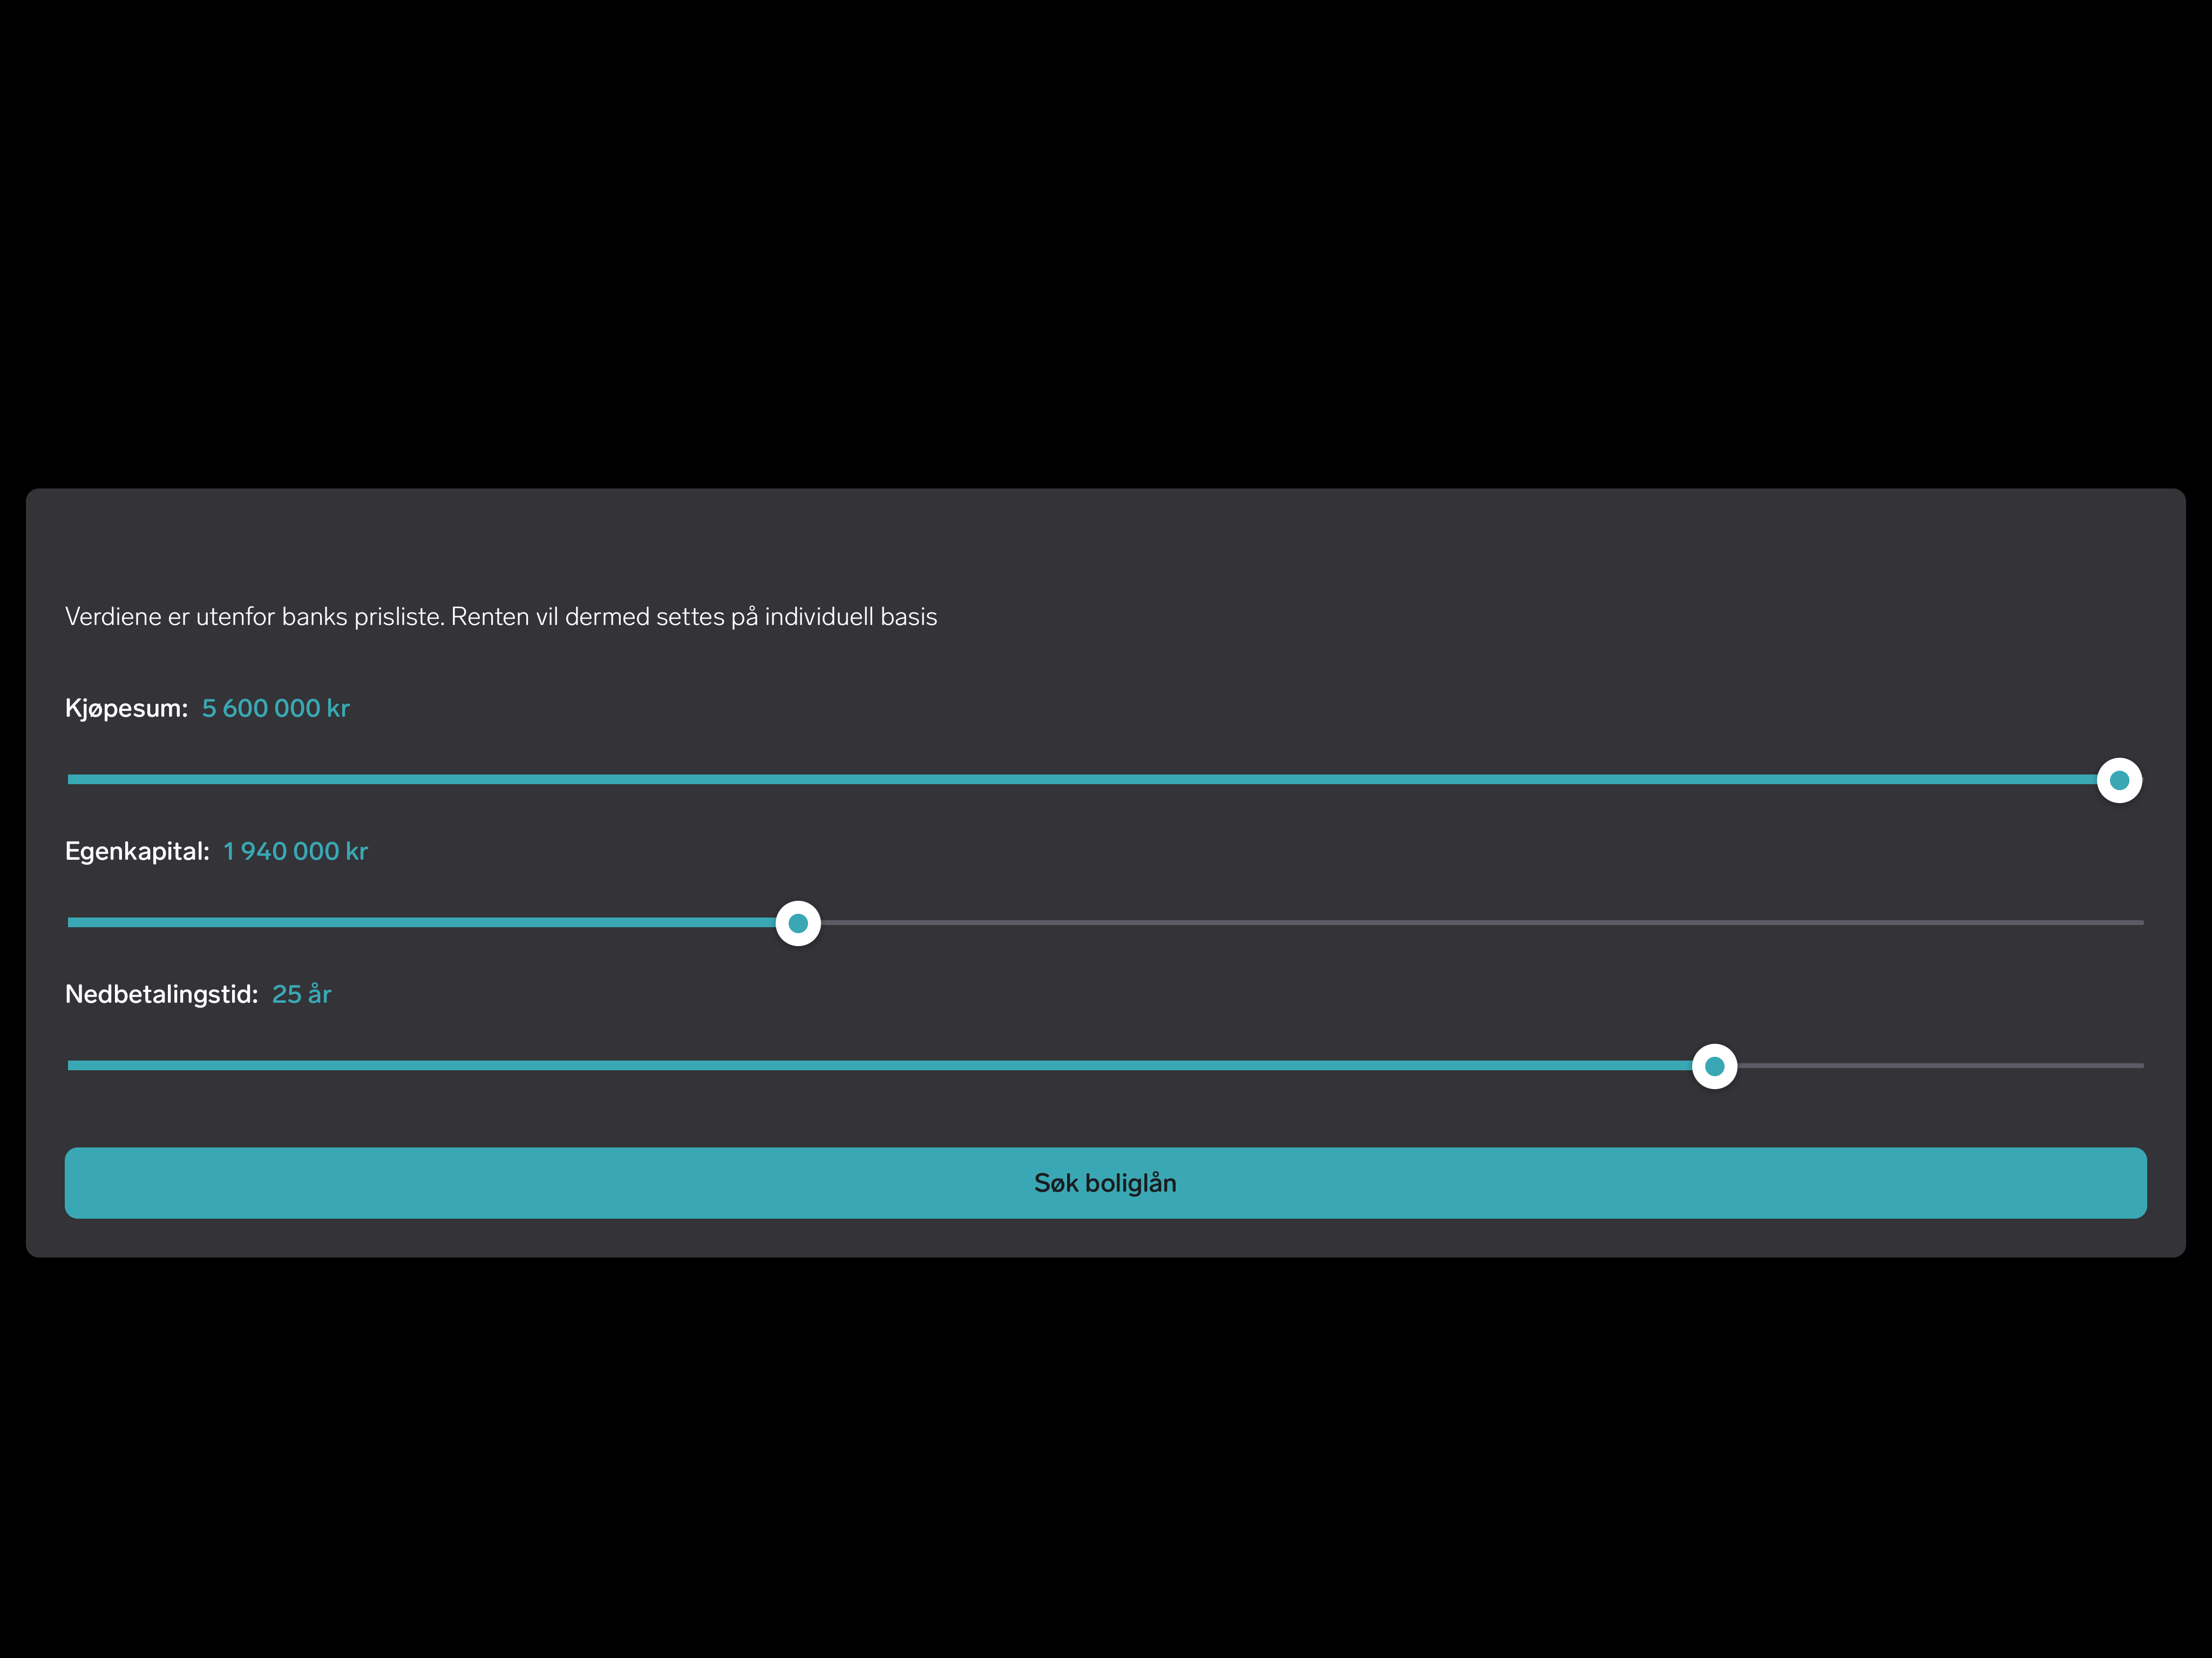 Verdiene er utenfor banks prisliste. Renten vil dermed settes på individuell basis
Kjøpesum: 5 600 000 kr
Egenkapital: 1 940 000 kr
Nedbetalingstid: 25 år
Søk boliglån